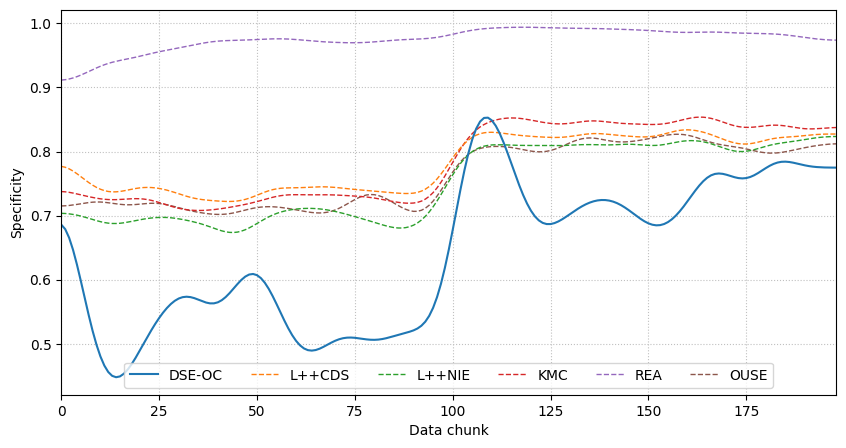 1.0
0.9
0.8
0.7
0.6
0.5
Specificity
DSE-OC L++CDS L++NIE KMC REA OUSE
0 25 50 75 100 125 150 175
Data chunk